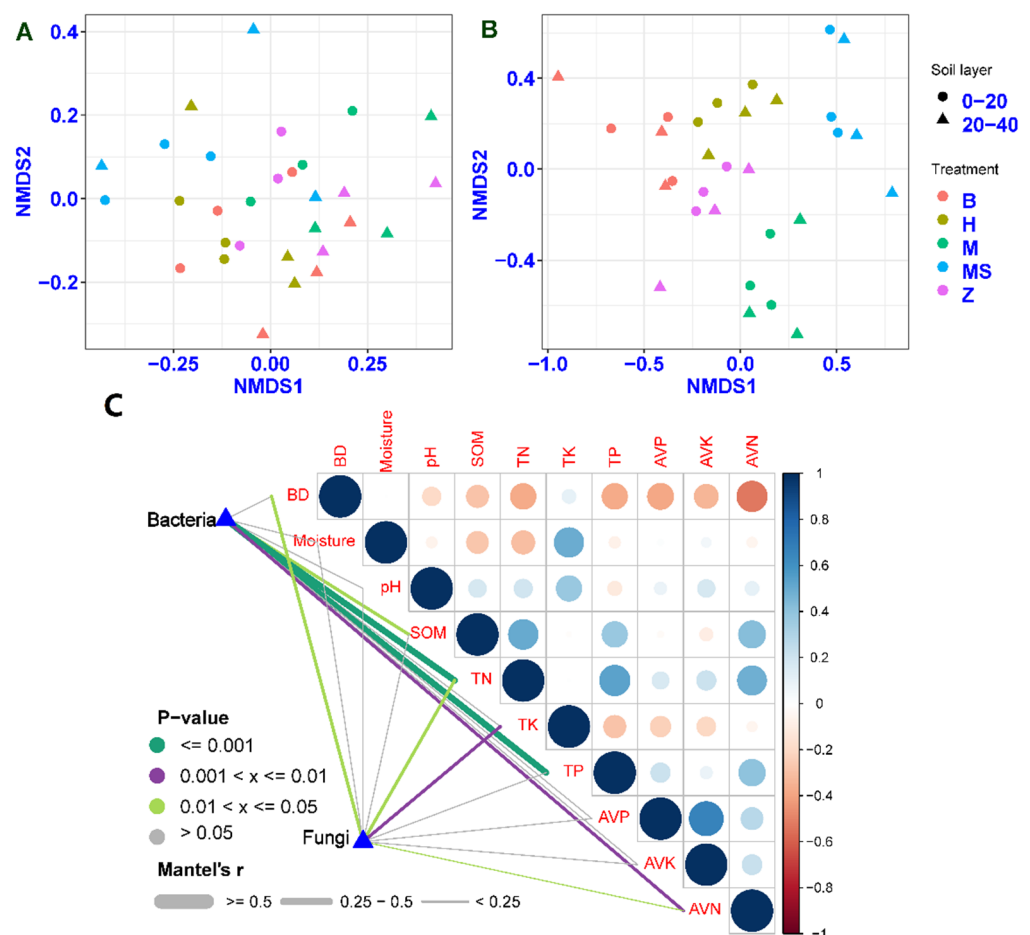 A
NMDS2
0.4
0.2
0.0
−0.2
−0.25
0.00
0.25
NMDS1
B
NMDS2
0.4
0.0
−0.4
−1.0
−0.5
0.0
0.5
NMDS1
Soil layer
0−20
20−40
Treatment
B
H
M
MS
Z
C
BD
Moisture
pH
SOM
TN
TK
TP
AVP
AVK
AVN
BD
Bacteria
Moisture
pH
SOM
TN
TK
TP
AVP
AVK
AVN
Fungi
1
0.8
0.6
0.4
0.2
0
−0.2
−0.4
−0.6
−0.8
−1
P−value
<= 0.001
0.001 < x <= 0.01
0.01 < x <= 0.05
> 0.05
Mantel's r
>= 0.5
0.25 − 0.5
< 0.25